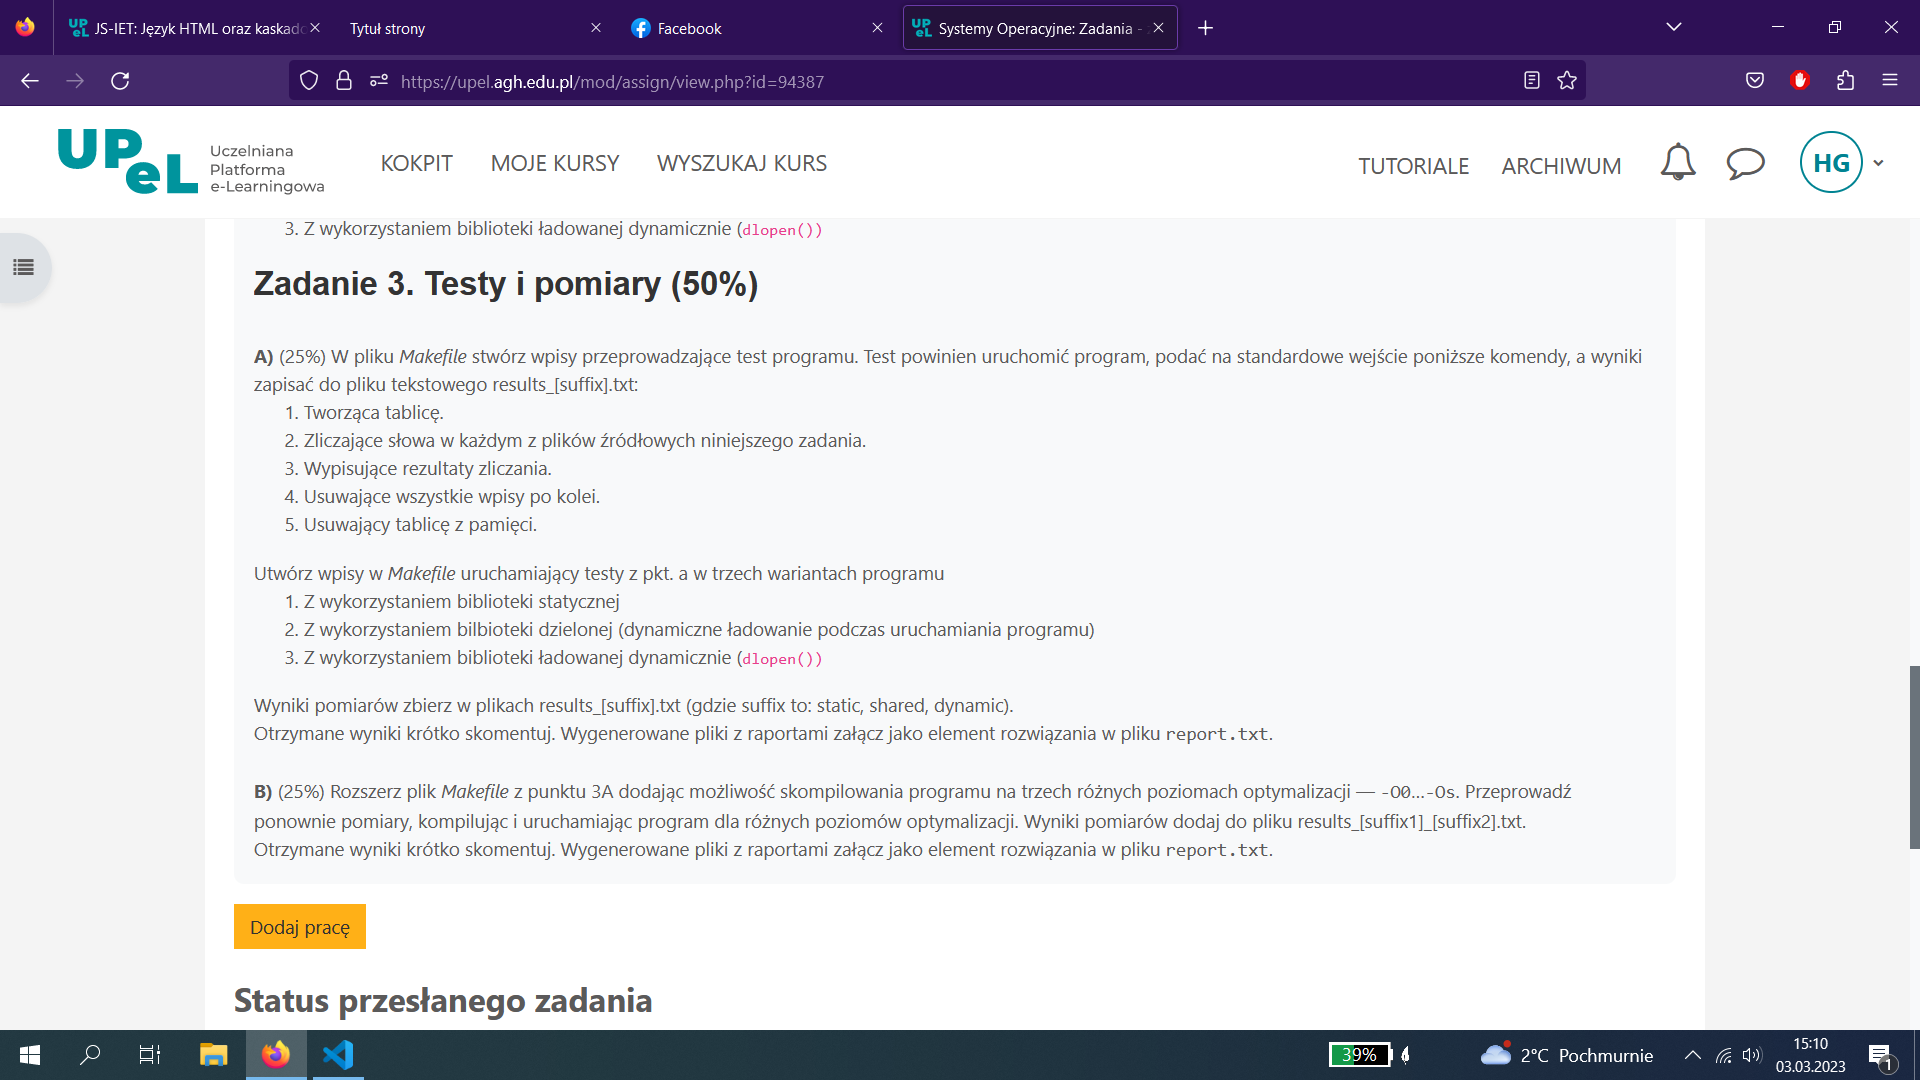 JS-IET: Język HTML oraz kaskado
Tytuł strony
Facebook
Systemy Operacyjne: Zadania -
https://upel.agh.edu.pl/mod/assign/view.php?id=94387
UPeL
Uczelniana
Platforma
e-Learningowa
KOKPIT
MOJE KURSY
WYSZUKAJ KURS
TUTORIALE
ARCHIWUM
HG
3. Z wykorzystaniem biblioteki ładowanej dynamicznie (dlopen())
Zadanie 3. Testy i pomiary (50%)
A) (25%) W pliku Makefile stwórz wpisy przeprowadzające test programu. Test powinien uruchomić program, podać na standardowe wejście poniższe komendy, a wyniki
zapisać do pliku tekstowego results_[suffix].txt:
1. Tworząca tablicę.
2. Zliczające słowa w każdym z plików źródłowych niniejszego zadania.
3. Wypisujące rezultaty zliczania.
4. Usuwające wszystkie wpisy po kolei.
5. Usuwający tablicę z pamięci.
Utwórz wpisy w Makefile uruchamiający testy z pkt. a w trzech wariantach programu
1. Z wykorzystaniem biblioteki statycznej
2. Z wykorzystaniem bilbioteki dzielonej (dynamiczne ładowanie podczas uruchamiania programu)
3. Z wykorzystaniem biblioteki ładowanej dynamicznie (dlopen())
Wyniki pomiarów zbierz w plikach results_[suffix].txt (gdzie suffix to: static, shared, dynamic).
Otrzymane wyniki krótko skomentuj. Wygenerowane pliki z raportami załącz jako element rozwiązania w pliku report.txt.
B) (25%) Rozszerz plik Makefile z punktu 3A dodając możliwość skompilowania programu na trzech różnych poziomach optymalizacji — -O0…-Os. Przeprowadź
ponownie pomiary, kompilując i uruchamiając program dla różnych poziomów optymalizacji. Wyniki pomiarów dodaj do pliku results_[suffix1]_[suffix2].txt.
Otrzymane wyniki krótko skomentuj. Wygenerowane pliki z raportami załącz jako element rozwiązania w pliku report.txt.
Dodaj pracę
Status przesłanego zadania
39%
2°C Pochmurnie
15:10
03.03.2023
1